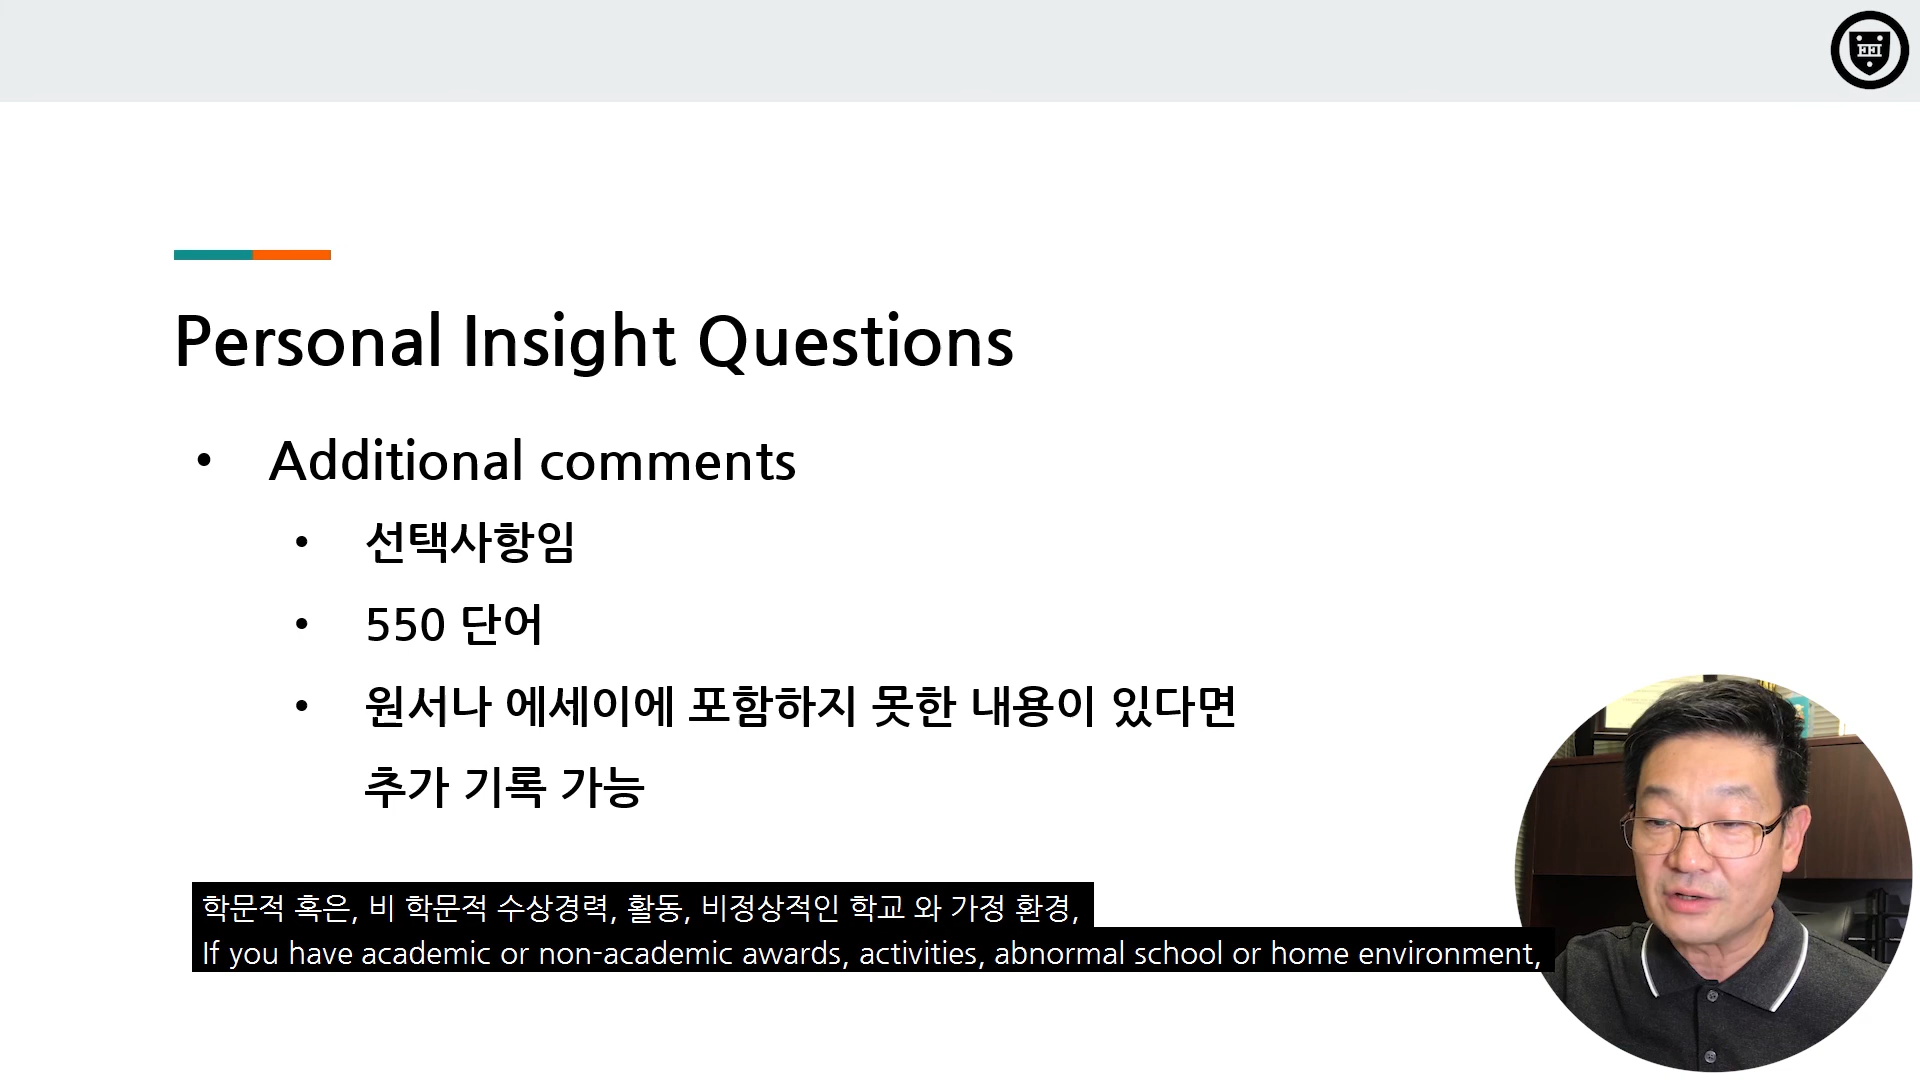 EEI
Personal Insight Questions
• Additional comments
• 선택사항임
• 550 단어
• 원서나 에세이에 포함하지 못한 내용이 있다면
추가 기록 가능
학문적 혹은, 비 학문적 수상경력, 활동, 비정상적인 학교 와 가정 환경,
If you have academic or non-academic awards, activities, abnormal school or home environment,